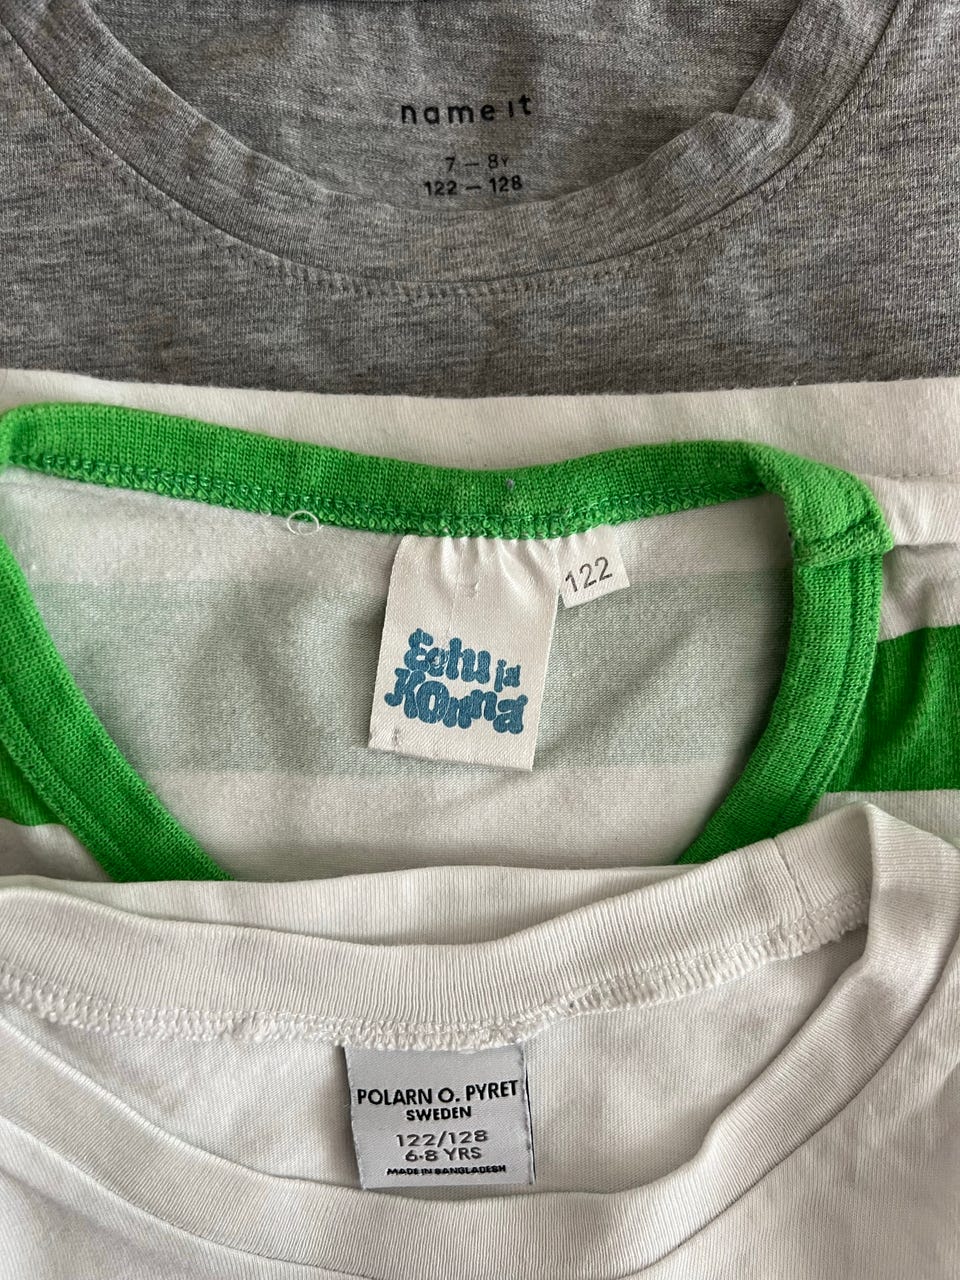 name it
7 – 8Y
122 – 128
122
Eetu ja
Konna
POLARN O. PYRET
SWEDEN
122/128
6-8 YRS
MADE IN BANGLADESH